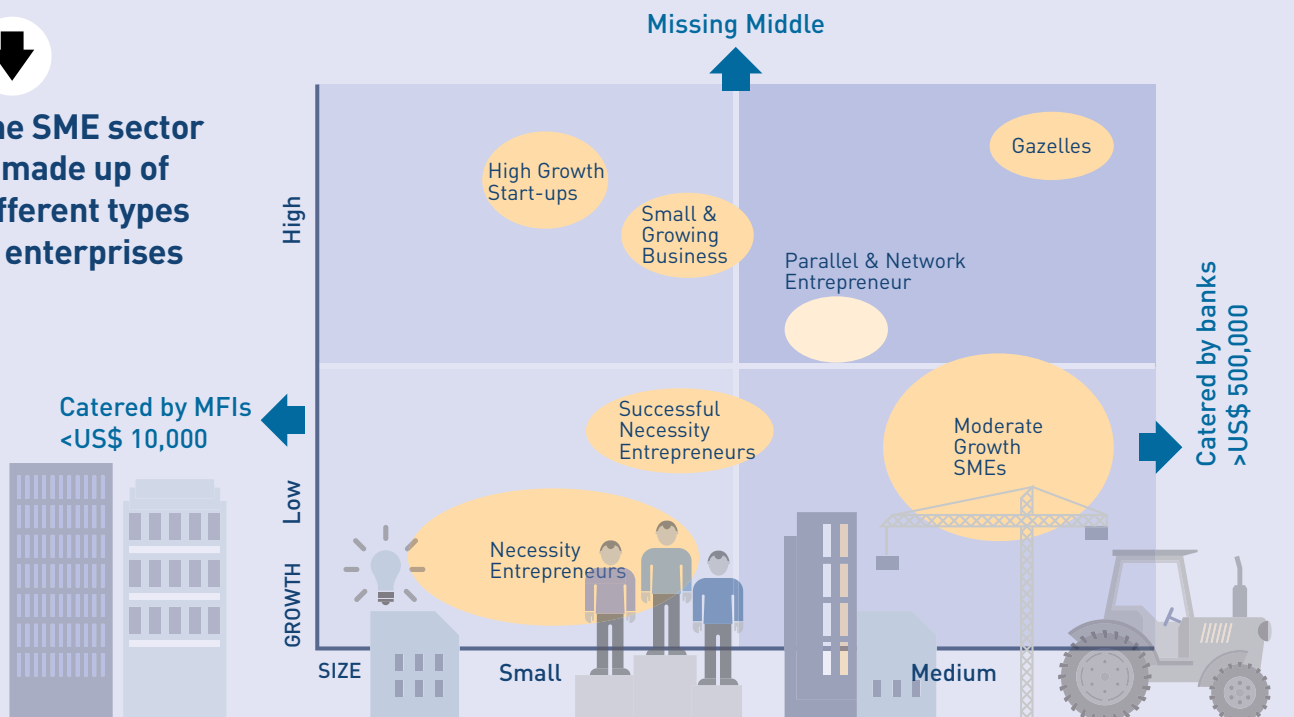 Missing Middle
SME sector
made up of
types
enterprises
High Growth
Start-ups
Small &
Growing
Business
Gazelles
Parallel & Network
Entrepreneur
High
Catered by banks
>US$ 500,000
Catered by MFIs
<US$ 10,000
Successful
Necessity
Entrepreneurs
Moderate
Growth
SMEs
Low
Necessity
Entrepreneurs
GROWTH
SIZE
Small
Medium